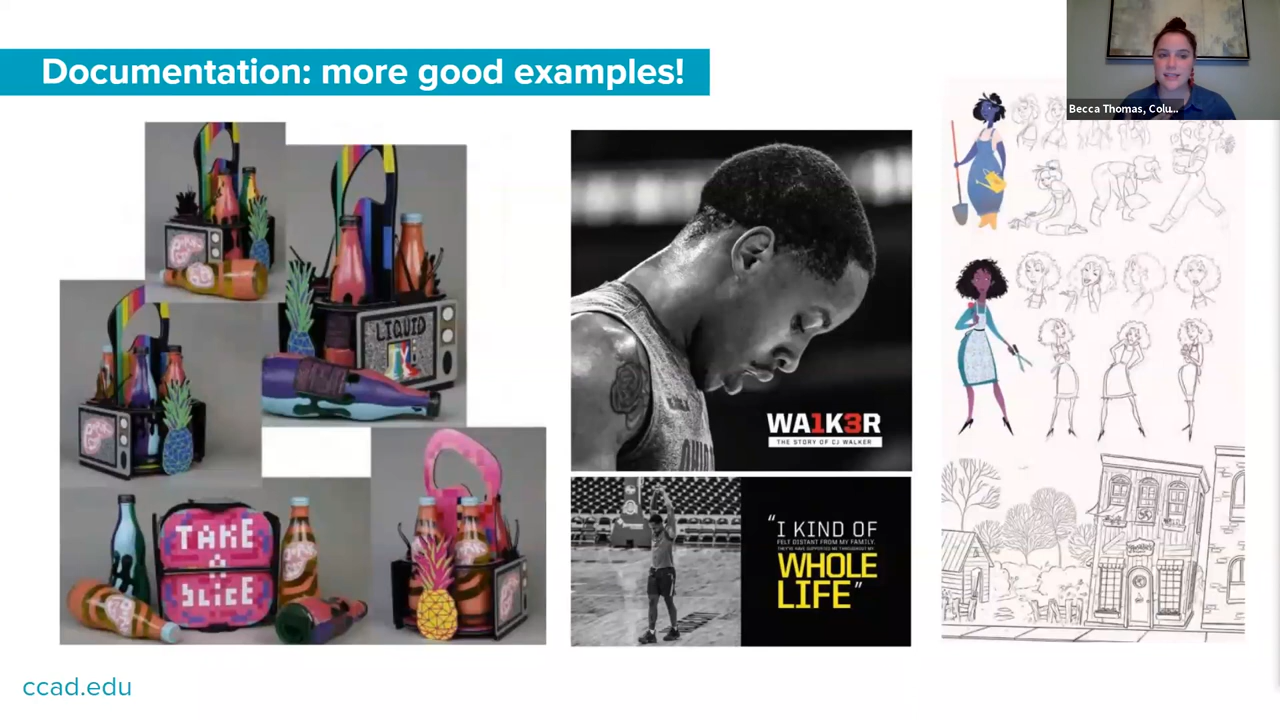 Documentation: more good examples!
Becca Thomas, Colu...
LIQUID
TAKE
A
SLICE
WA1K3R
THE STORY OF CJ WALKER
"I KIND OF
FELT DISTANT FROM MY FAMILY.
THEY'VE SUPPORTED ME THROUGHOUT MY
WHOLE
LIFE"
ccad.edu